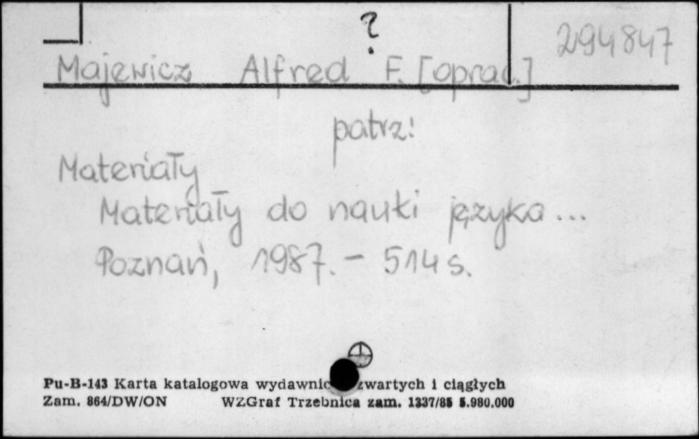 ?
294847
Majewicz Alfred F. [oprac.]
patrz:
Materiały
Materiały do nauki języka...
Poznań, 1987. - 514 s.
Pu-B-143 Karta katalogowa wydawnic zwartych i ciągłych
Zam. 864/DW/ON WZGraf Trzebnica zam. 1337/85 5.980.000